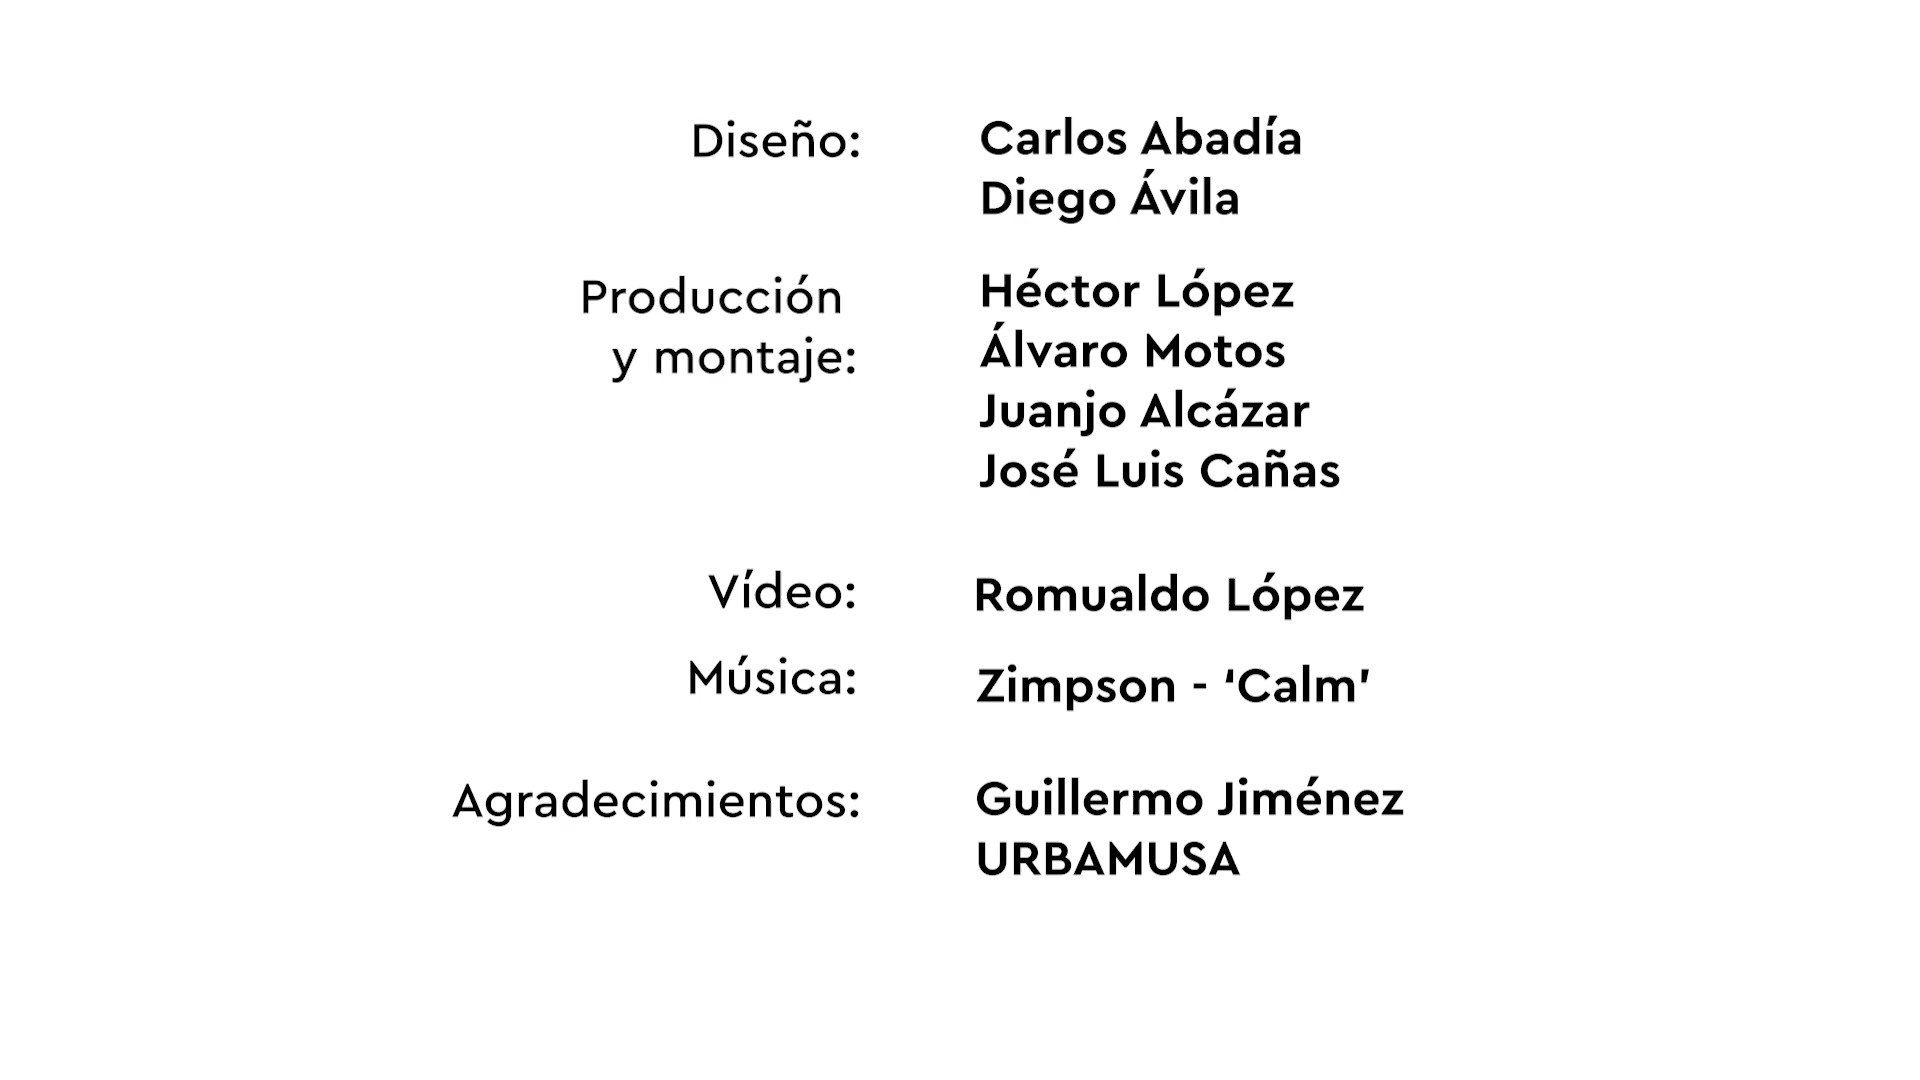 Diseño: Carlos Abadía
Diego Ávila
Producción Héctor López
y montaje: Álvaro Motos
Juanjo Alcázar
José Luis Cañas
Vídeo: Romualdo López
Música: Zimpson - ‘Calm’
Agradecimientos: Guillermo Jiménez
URBAMUSA